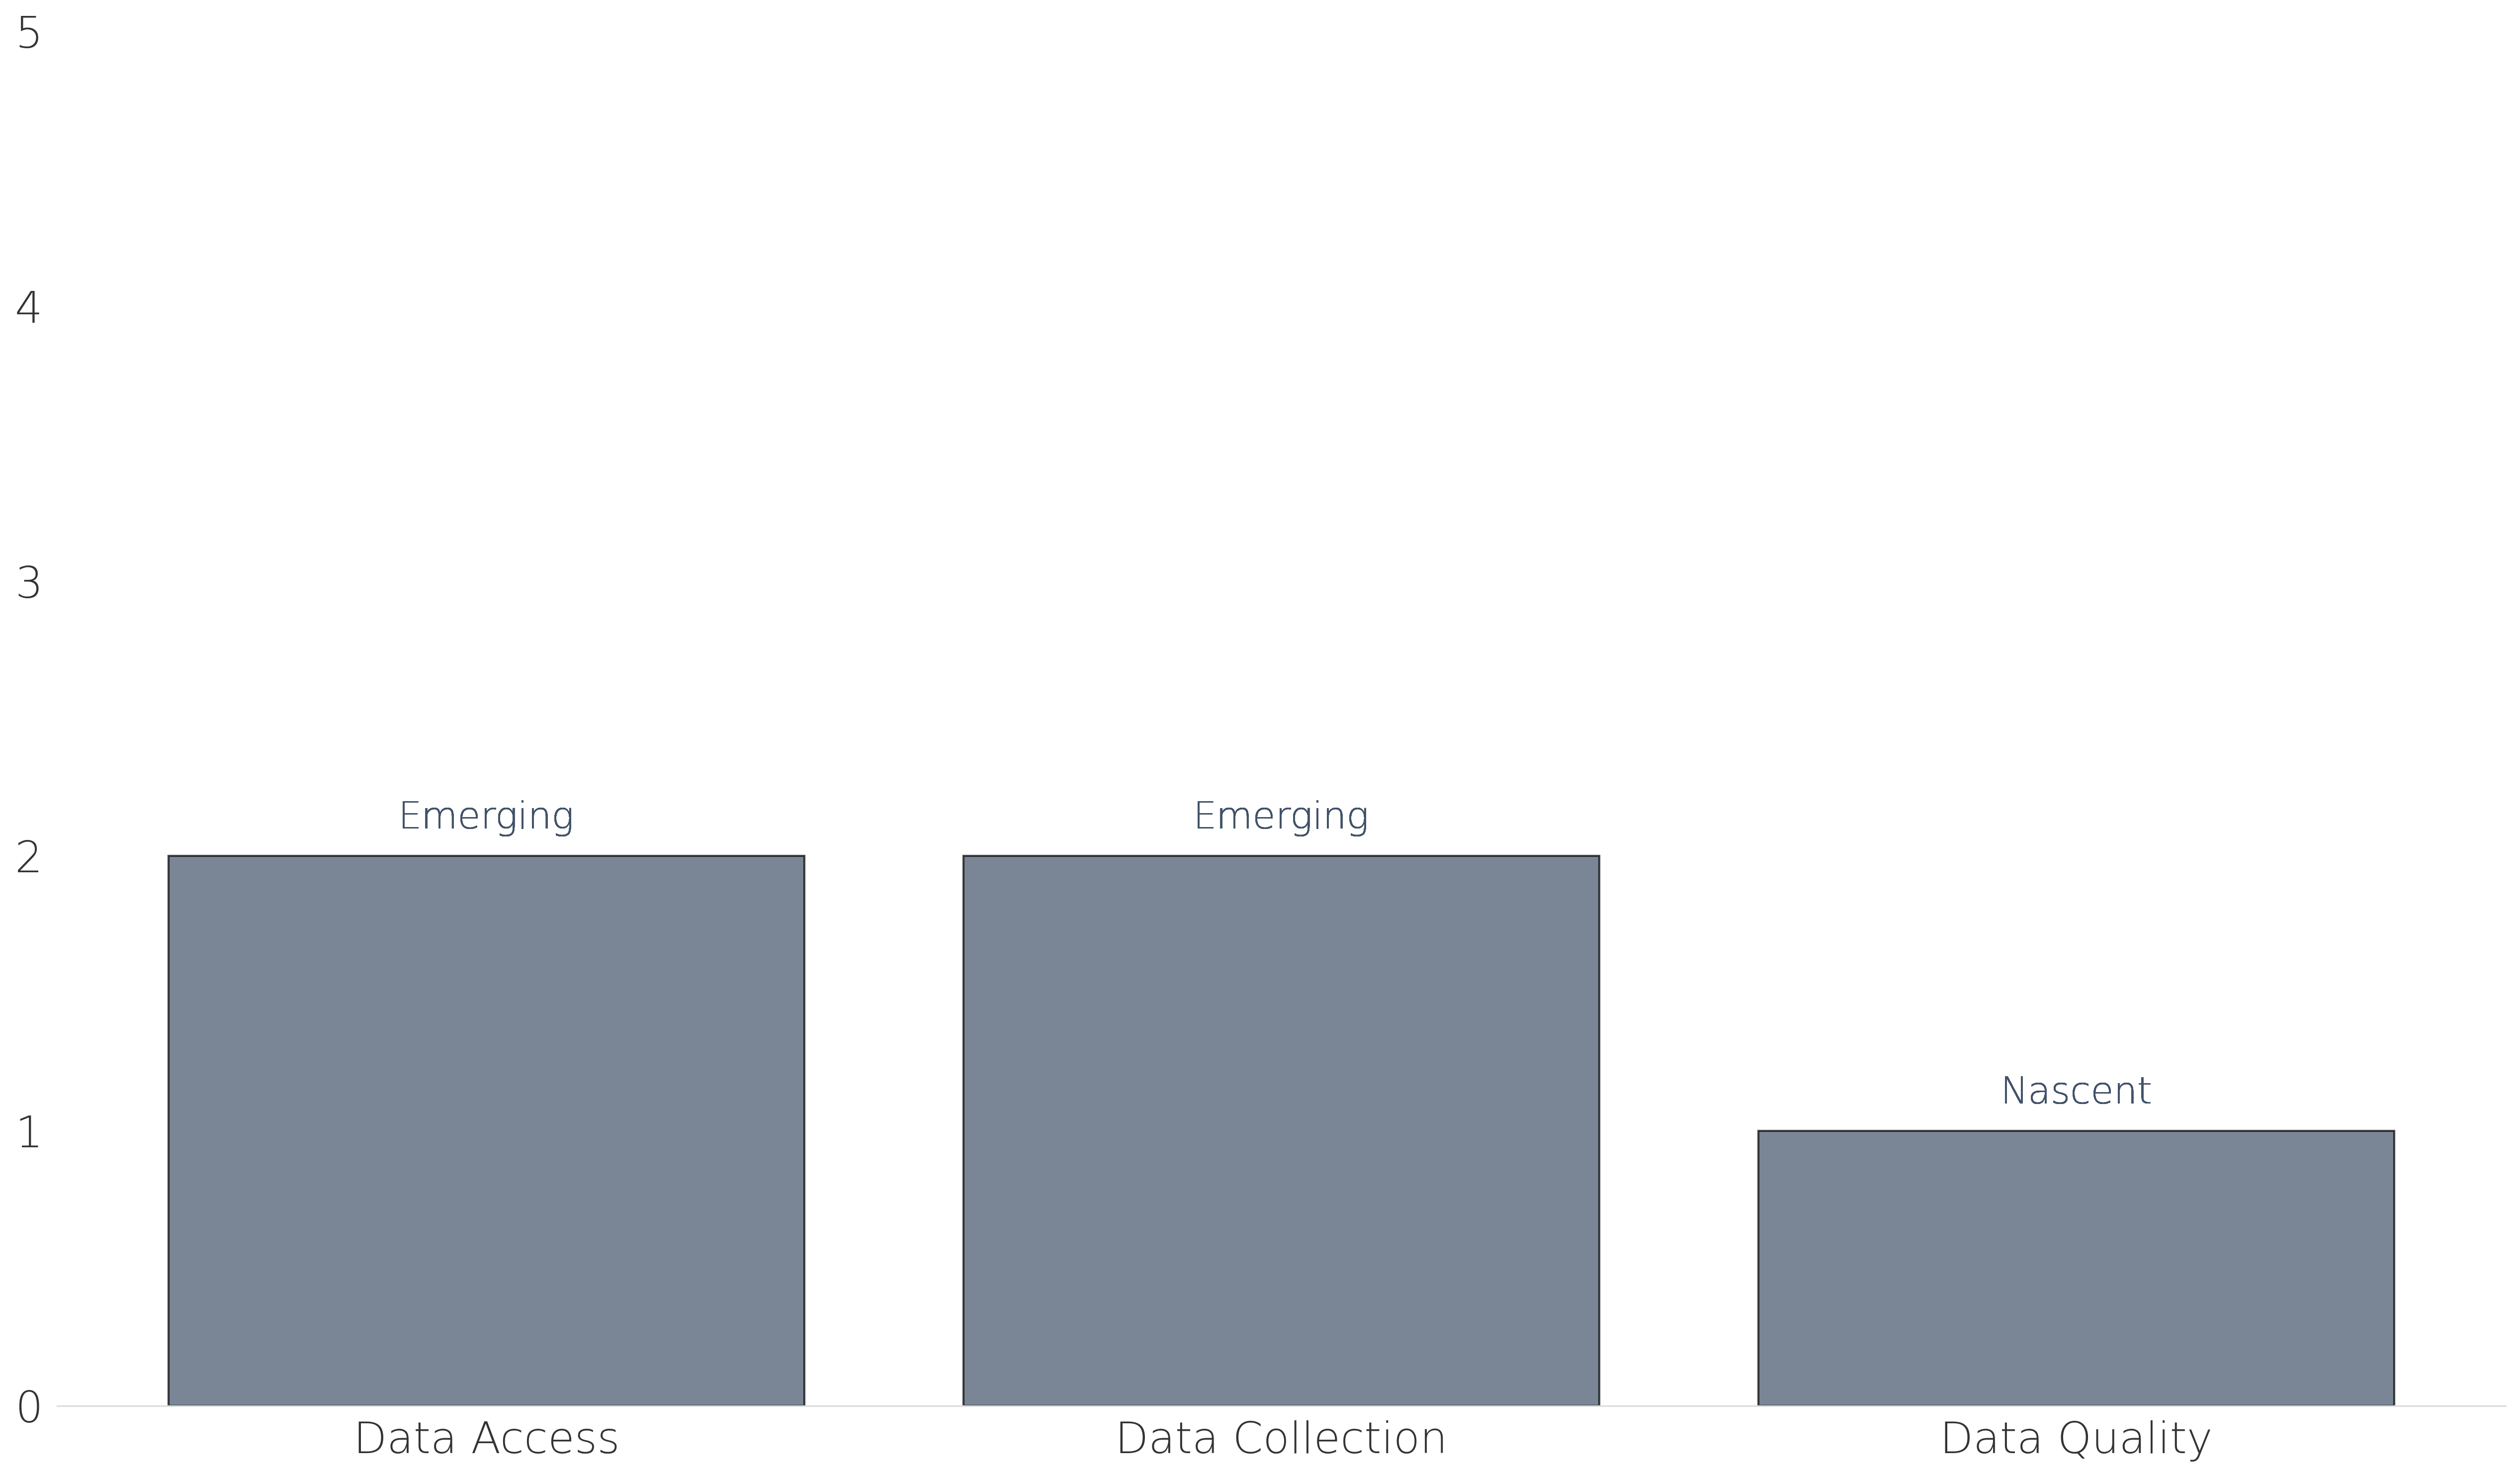 5
4
3
Emerging Emerging
2
Nascent
1
0
Data Access Data Collection Data Quality